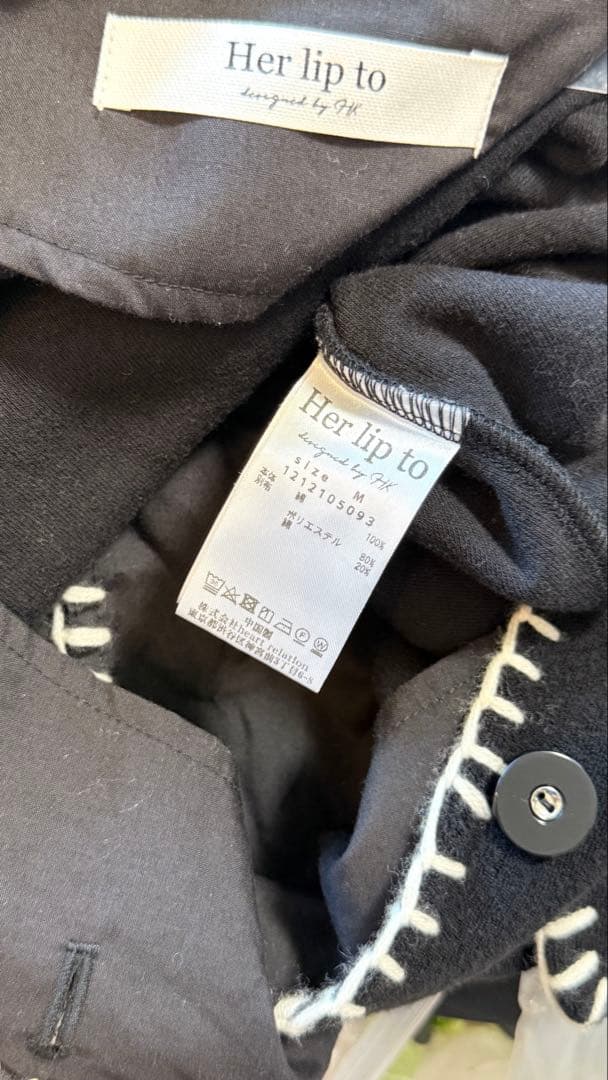 Her lip to
designed by HK
Her lip to
designed by HK
size M
1212105093
本体 綿 100%
別布 ポリエステル 80%
綿 20%
中国製
株式会社heart relation
東京都渋谷区神宮前3丁目6-8